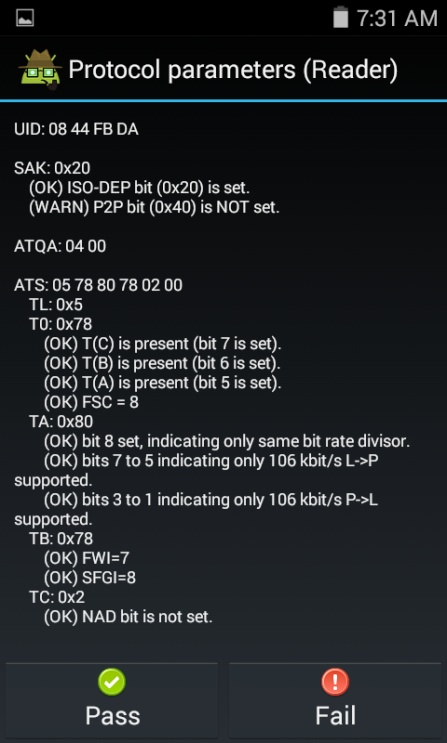 7:31 AM
Protocol parameters (Reader)
UID: 08 44 FB DA
SAK: 0x20
(OK) ISO-DEP bit (0x20) is set.
(WARN) P2P bit (0x40) is NOT set.
ATQA: 04 00
ATS: 05 78 80 78 02 00
TL: 0x5
T0: 0x78
(OK) T(C) is present (bit 7 is set).
(OK) T(B) is present (bit 6 is set).
(OK) T(A) is present (bit 5 is set).
(OK) FSC = 8
TA: 0x80
(OK) bit 8 set, indicating only same bit rate divisor.
(OK) bits 7 to 5 indicating only 106 kbit/s L->P
supported.
(OK) bits 3 to 1 indicating only 106 kbit/s P->L
supported.
TB: 0x78
(OK) FWI=7
(OK) SFGI=8
TC: 0x2
(OK) NAD bit is not set.
Pass
Fail